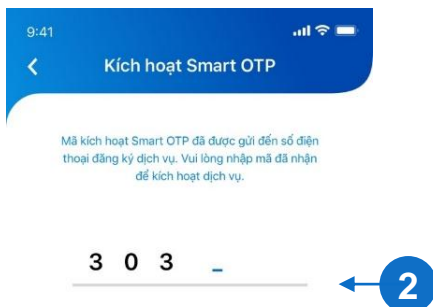 9:41
Kích hoạt Smart OTP
Mã kích hoạt Smart OTP đã được gửi đến số điện
thoại đăng ký dịch vụ. Vui lòng nhập mã đã nhận
để kích hoạt dịch vụ.
3 0 3 _
2